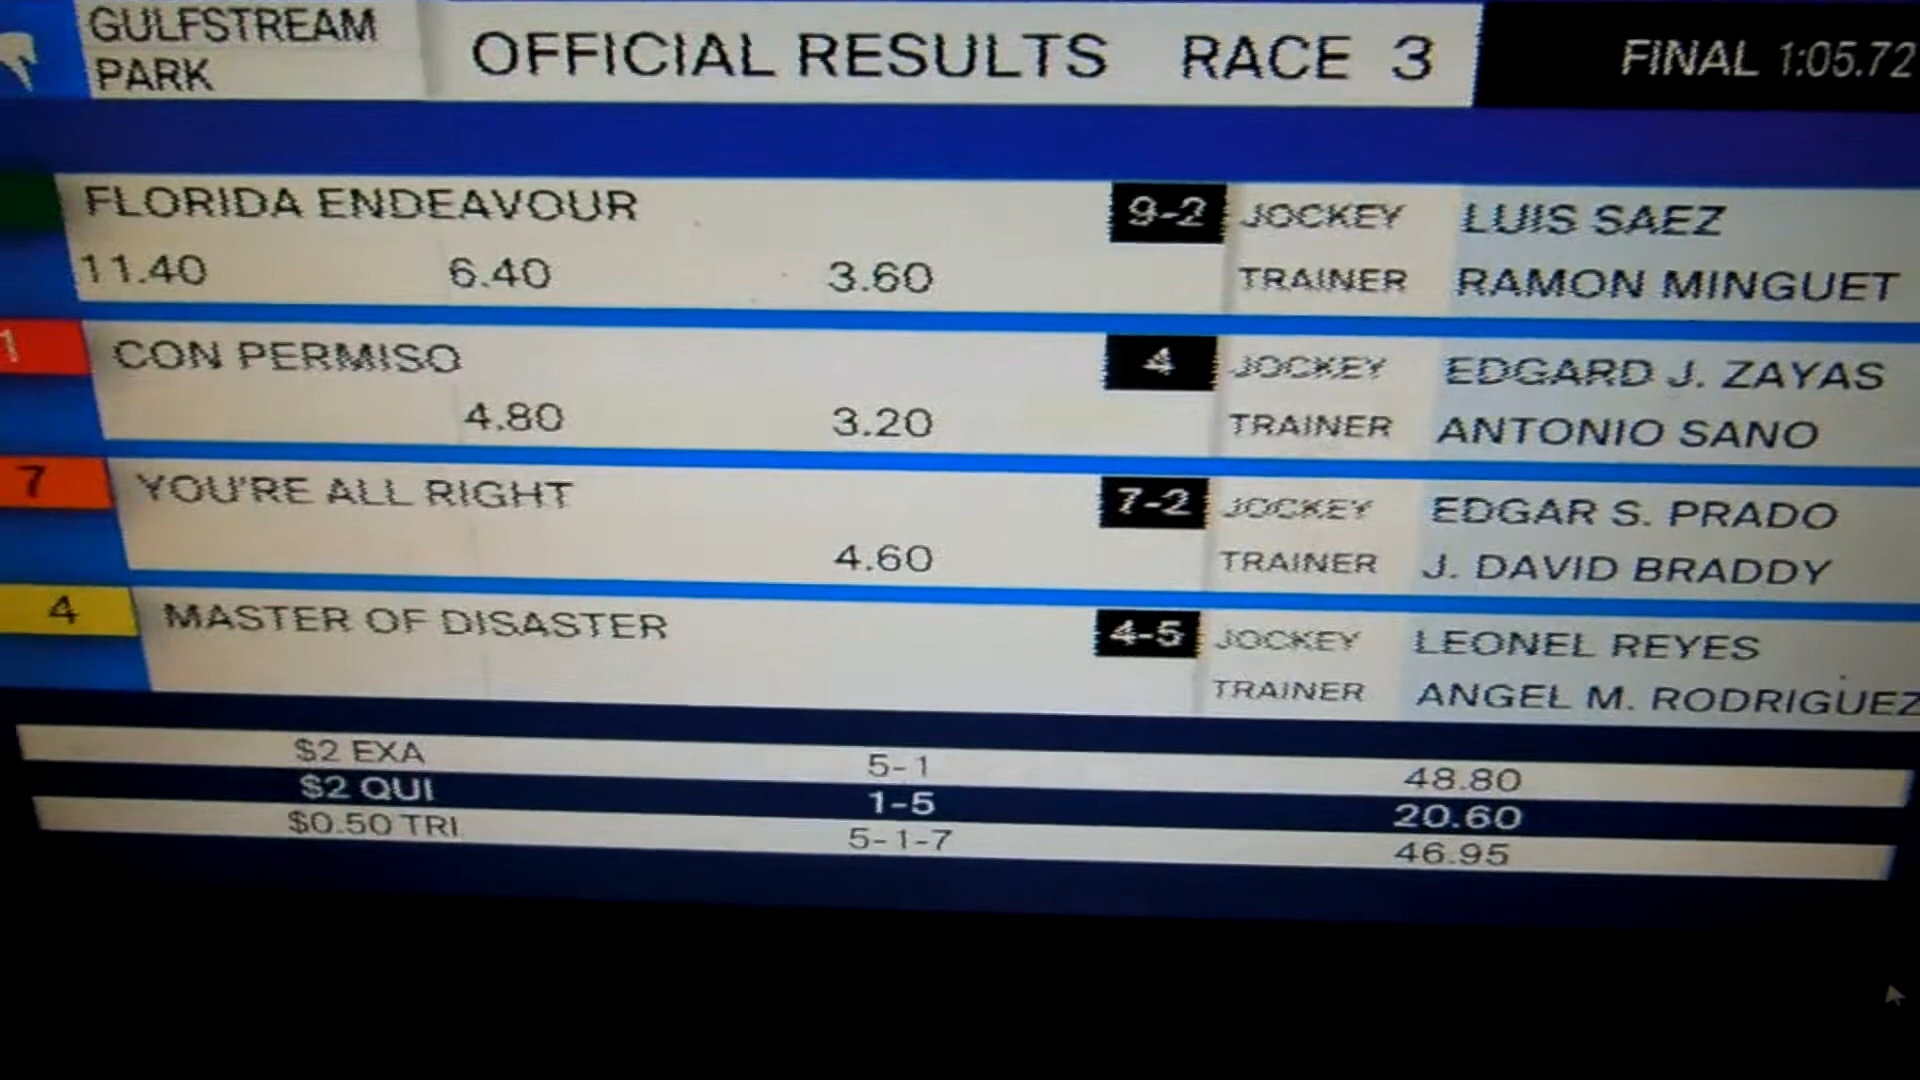 GULFSTREAM PARK OFFICIAL RESULTS RACE 3 FINAL 1:05.72
FLORIDA ENDEAVOUR 9-2 JOCKEY LUIS SAEZ
11.40 6.40 3.60 TRAINER RAMON MINGUET
1 CON PERMISO 4 JOCKEY EDGARD J. ZAYAS
4.80 3.20 TRAINER ANTONIO SANO
7 YOU'RE ALL RIGHT 7-2 JOCKEY EDGAR S. PRADO
4.60 TRAINER J. DAVID BRADDY
4 MASTER OF DISASTER 4-5 JOCKEY LEONEL REYES
TRAINER ANGEL M. RODRIGUEZ
$2 EXA 5-1 48.80
$2 QUI 1-5 20.60
$0.50 TRI 5-1-7 46.95